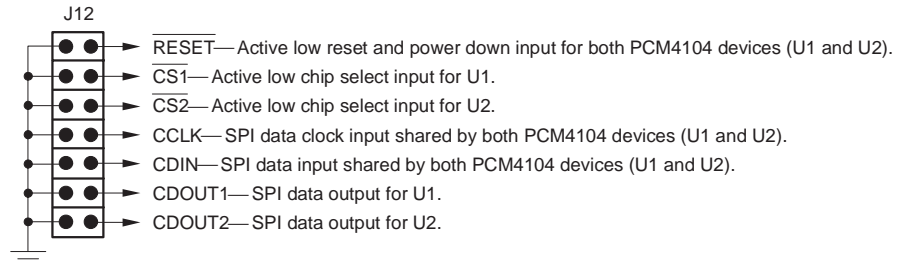 J12
RESET—Active low reset and power down input for both PCM4104 devices (U1 and U2).
CS1—Active low chip select input for U1.
CS2—Active low chip select input for U2.
CCLK—SPI data clock input shared by both PCM4104 devices (U1 and U2).
CDIN—SPI data input shared by both PCM4104 devices (U1 and U2).
CDOUT1—SPI data output for U1.
CDOUT2—SPI data output for U2.